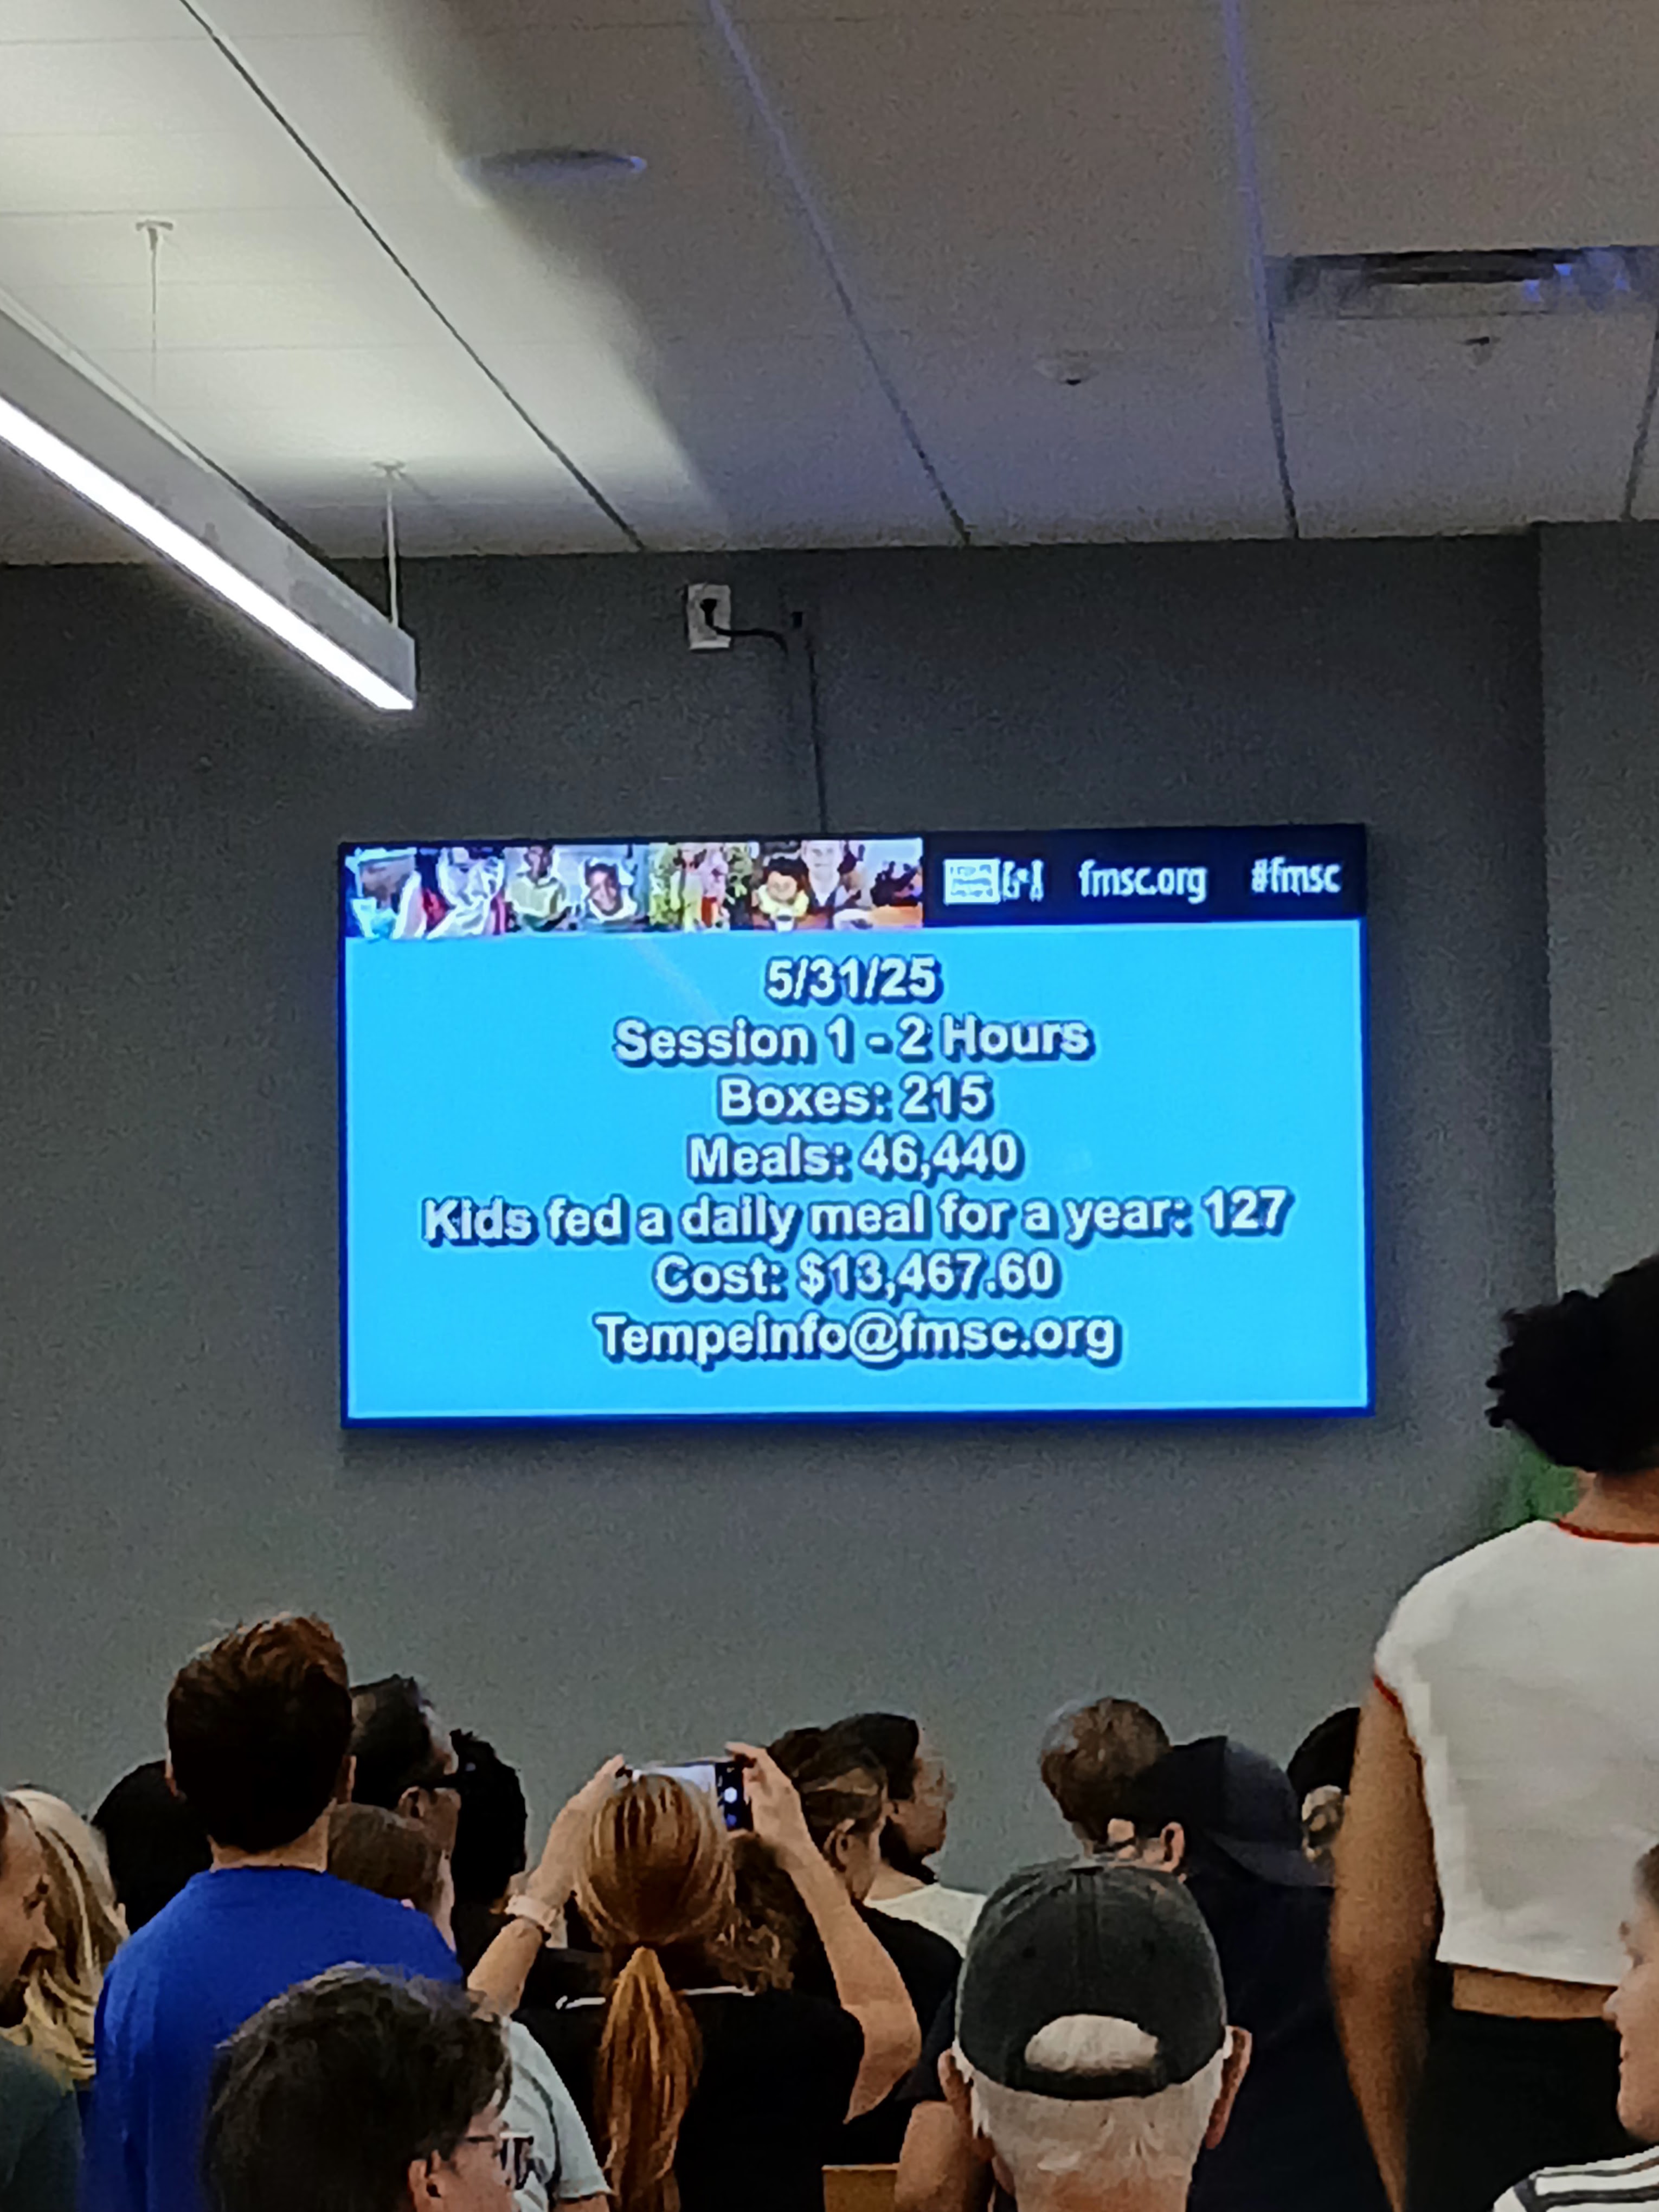 fmsc.org #fmsc
5/31/25
Session 1 - 2 Hours
Boxes: 215
Meals: 46,440
Kids fed a daily meal for a year: 127
Cost: $13,467.60
Tempeinfo@fmsc.org